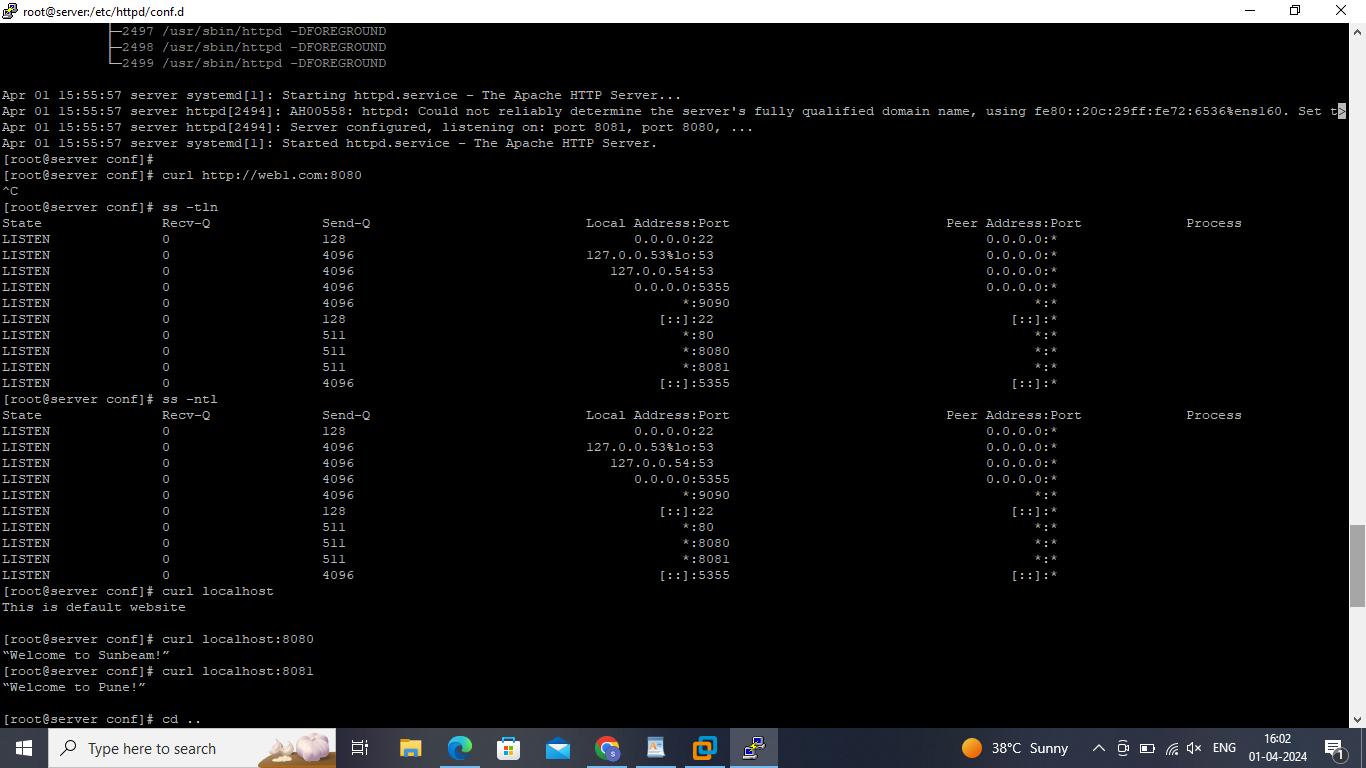 root@server:/etc/httpd/conf.d
├─2497 /usr/sbin/httpd -DFOREGROUND
├─2498 /usr/sbin/httpd -DFOREGROUND
└─2499 /usr/sbin/httpd -DFOREGROUND
Apr 01 15:55:57 server systemd[1]: Starting httpd.service - The Apache HTTP Server...
Apr 01 15:55:57 server httpd[2494]: AH00558: httpd: Could not reliably determine the server's fully qualified domain name, using fe80::20c:29ff:fe72:6536%ens160. Set t>
Apr 01 15:55:57 server httpd[2494]: Server configured, listening on: port 8081, port 8080, ...
Apr 01 15:55:57 server systemd[1]: Started httpd.service - The Apache HTTP Server.
[root@server conf]#
[root@server conf]# curl http://web1.com:8080
^C
[root@server conf]# ss -tln
State Recv-Q Send-Q Local Address:Port Peer Address:Port Process
LISTEN 0 128 0.0.0.0:22 0.0.0.0:*
LISTEN 0 4096 127.0.0.53%lo:53 0.0.0.0:*
LISTEN 0 4096 127.0.0.54:53 0.0.0.0:*
LISTEN 0 4096 0.0.0.0:5355 0.0.0.0:*
LISTEN 0 4096 *:9090 *:*
LISTEN 0 128 [::]:22 [::]:*
LISTEN 0 511 *:80 *:*
LISTEN 0 511 *:8080 *:*
LISTEN 0 511 *:8081 *:*
LISTEN 0 4096 [::]:5355 [::]:*
[root@server conf]# ss -ntl
State Recv-Q Send-Q Local Address:Port Peer Address:Port Process
LISTEN 0 128 0.0.0.0:22 0.0.0.0:*
LISTEN 0 4096 127.0.0.53%lo:53 0.0.0.0:*
LISTEN 0 4096 127.0.0.54:53 0.0.0.0:*
LISTEN 0 4096 0.0.0.0:5355 0.0.0.0:*
LISTEN 0 4096 *:9090 *:*
LISTEN 0 128 [::]:22 [::]:*
LISTEN 0 511 *:80 *:*
LISTEN 0 511 *:8080 *:*
LISTEN 0 511 *:8081 *:*
LISTEN 0 4096 [::]:5355 [::]:*
[root@server conf]# curl localhost
This is default website
[root@server conf]# curl localhost:8080
“Welcome to Sunbeam!”
[root@server conf]# curl localhost:8081
“Welcome to Pune!”
[root@server conf]# cd ..
Type here to search
38°C Sunny
ENG
16:02
01-04-2024
1